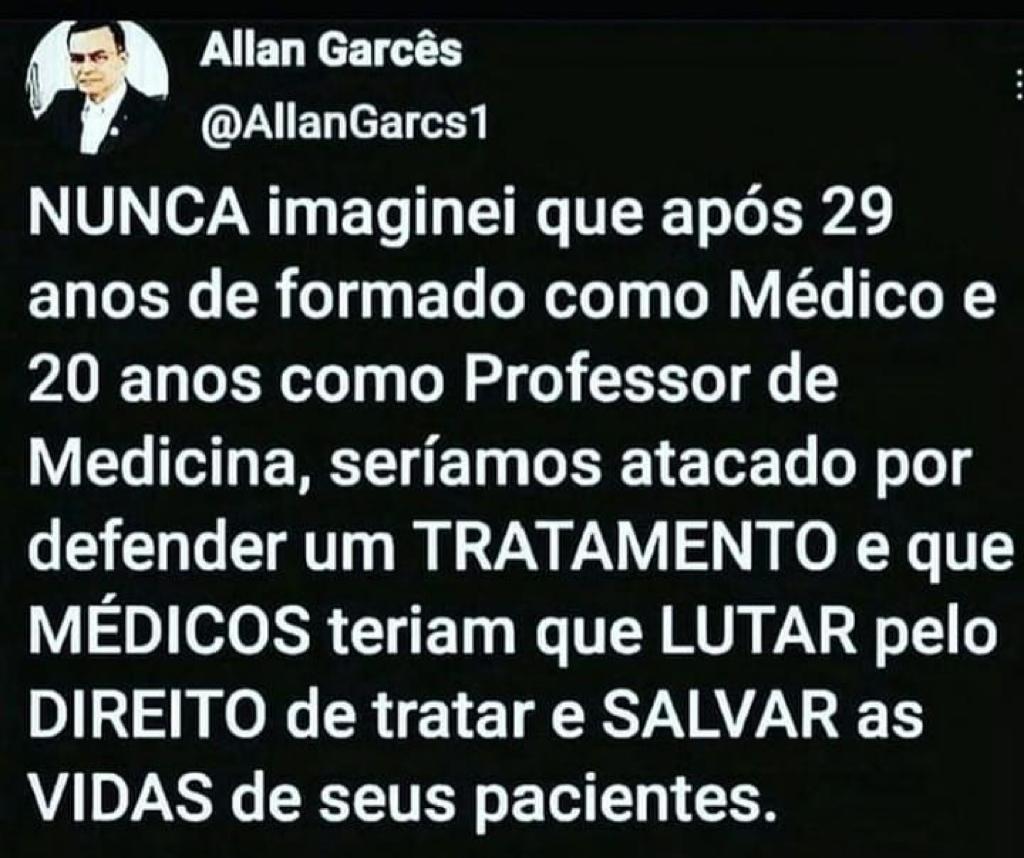 Allan Garcês
@AllanGarcs1
NUNCA imaginei que após 29
anos de formado como Médico e
20 anos como Professor de
Medicina, seríamos atacado por
defender um TRATAMENTO e que
MÉDICOS teriam que LUTAR pelo
DIREITO de tratar e SALVAR as
VIDAS de seus pacientes.